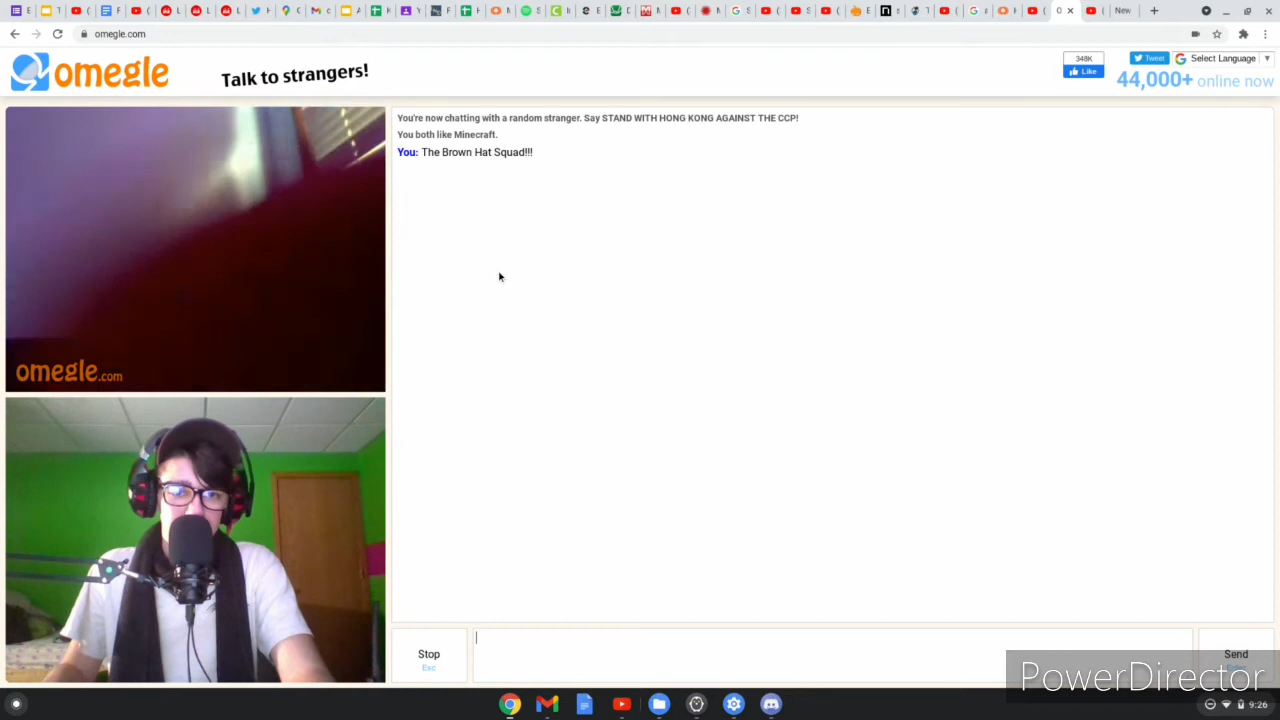 omegle.com
omegle
Talk to strangers!
348K
Like
Tweet
Select Language
44,000+ online now
You're now chatting with a random stranger. Say STAND WITH HONG KONG AGAINST THE CCP!
You both like Minecraft.
You: The Brown Hat Squad!!!
omegle.com
Stop
Esc
Send
PowerDirector
9:26